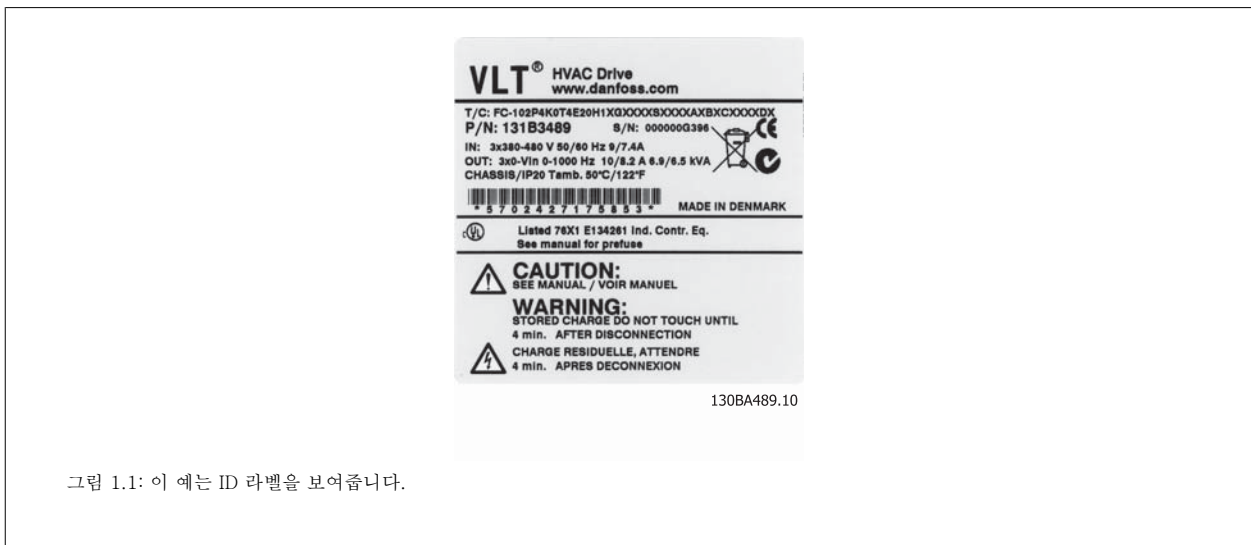 VLT® HVAC Drive
www.danfoss.com
T/C: FC-102P4K0T4E20H1XGXXXXSXXXXAXBXCXXXXDX
P/N: 131B3489 S/N: 000000G396
IN: 3x380-480 V 50/60 Hz 9/7.4A
OUT: 3x0-Vin 0-1000 Hz 10/8.2 A 6.9/6.5 kVA
CHASSIS/IP20 Tamb. 50°C/122°F
CE
*5702427175853* MADE IN DENMARK
c UL Listed 76X1 E134261 Ind. Contr. Eq.
See manual for prefuse
CAUTION:
SEE MANUAL / VOIR MANUEL
WARNING:
STORED CHARGE DO NOT TOUCH UNTIL
4 min. AFTER DISCONNECTION
CHARGE RESIDUELLE, ATTENDRE
4 min. APRES DECONNEXION
130BA489.10
그림 1.1: 이 예는 ID 라벨을 보여줍니다.